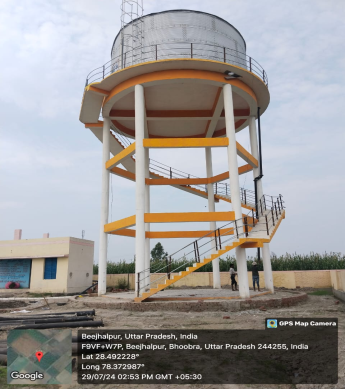 GPS Map Camera
Beejhalpur, Uttar Pradesh, India
F9VF+W7P, Beejhalpur, Bhoobra, Uttar Pradesh 244255, India
Lat 28.492228°
Long 78.372987°
29/07/24 02:53 PM GMT +05:30
Google